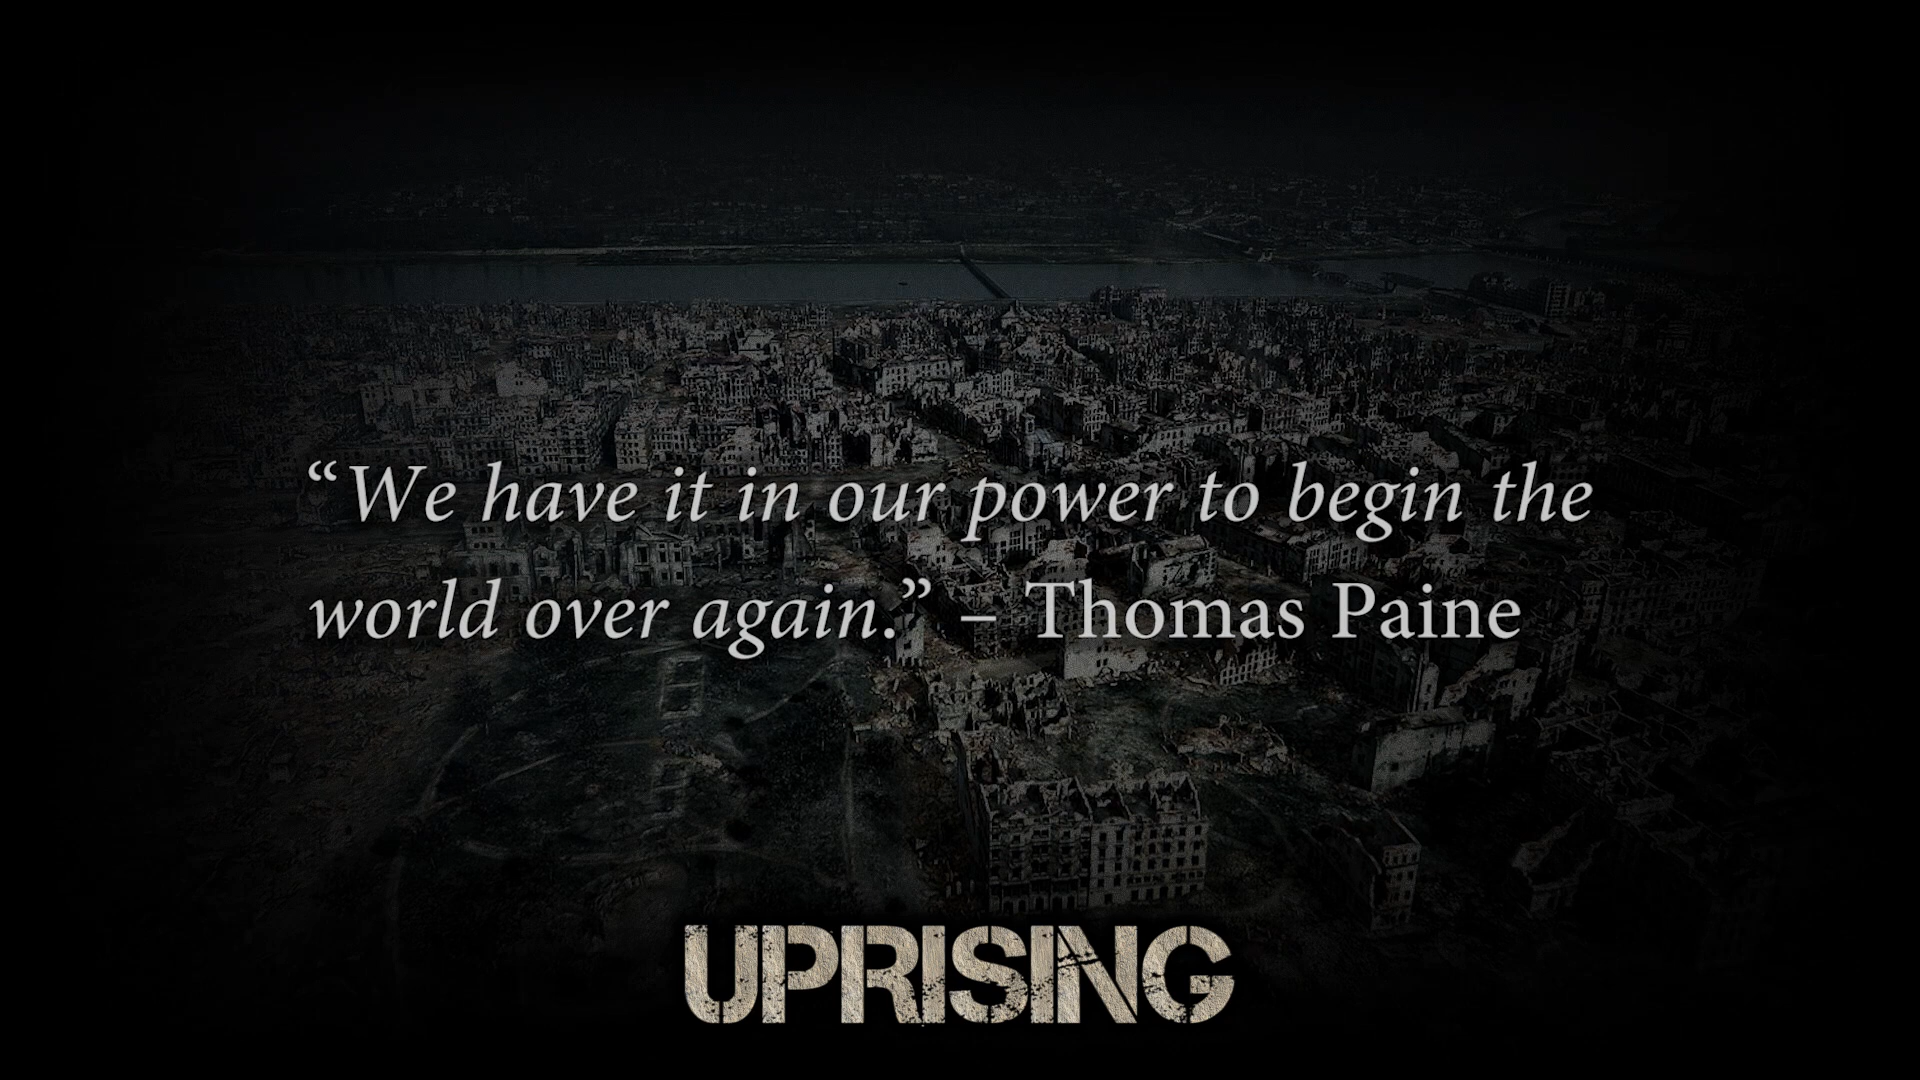 “We have it in our power to begin the
world over again.” – Thomas Paine
UPRISING